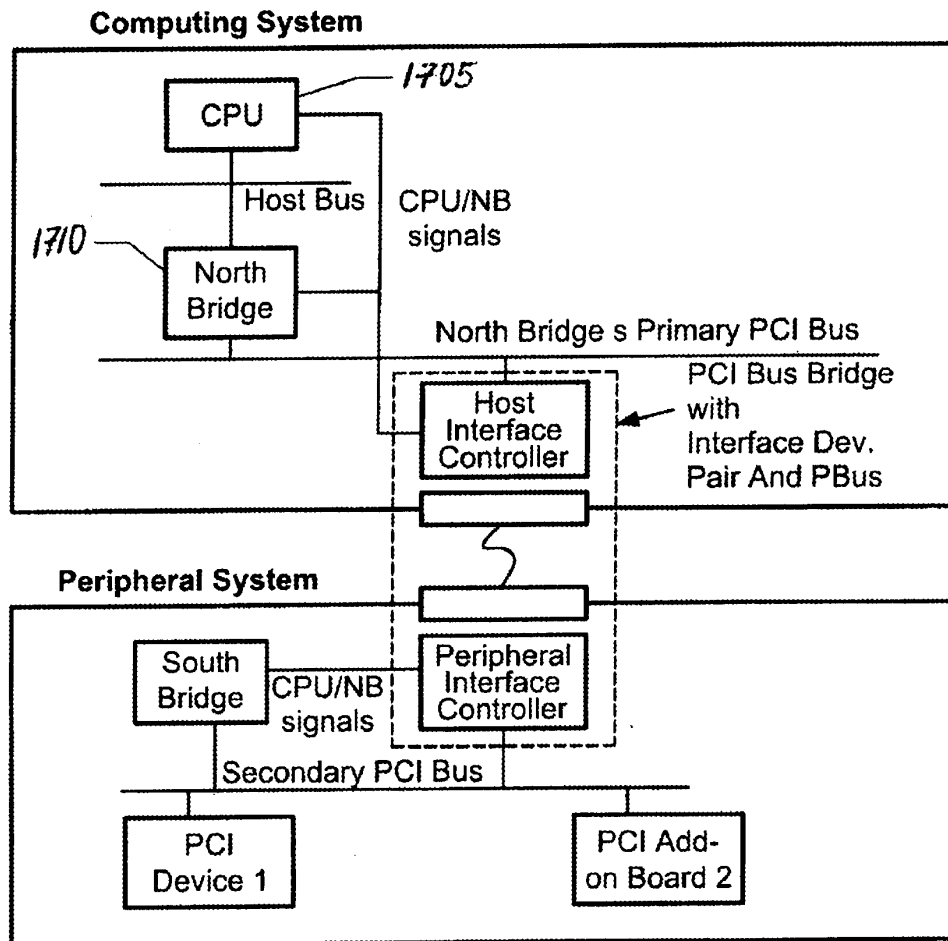 Computing System
1705
CPU
Host Bus
CPU/NB
signals
1710
North
Bridge
North Bridge s Primary PCI Bus
Host
Interface
Controller
PCI Bus Bridge
with
Interface Dev.
Pair And PBus
Peripheral System
South
Bridge
CPU/NB
signals
Peripheral
Interface
Controller
Secondary PCI Bus
PCI
Device 1
PCI Add-
on Board 2